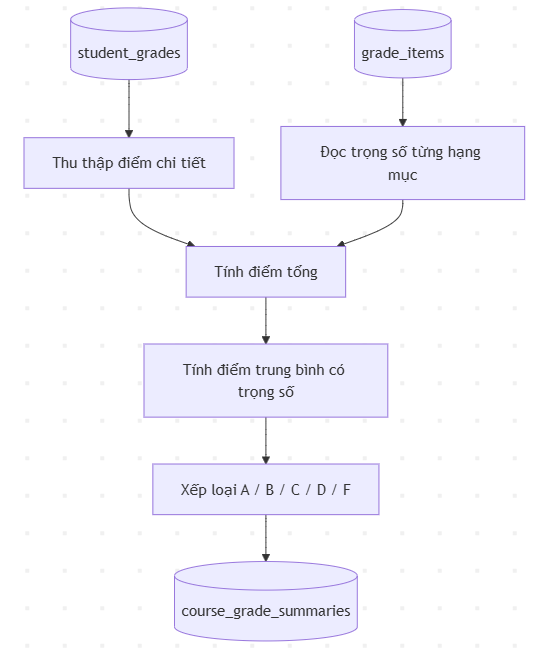 student_grades
grade_items
Thu thập điểm chi tiết
Đọc trọng số từng hạng
mục
Tính điểm tổng
Tính điểm trung bình có
trọng số
Xếp loại A / B / C / D / F
course_grade_summaries